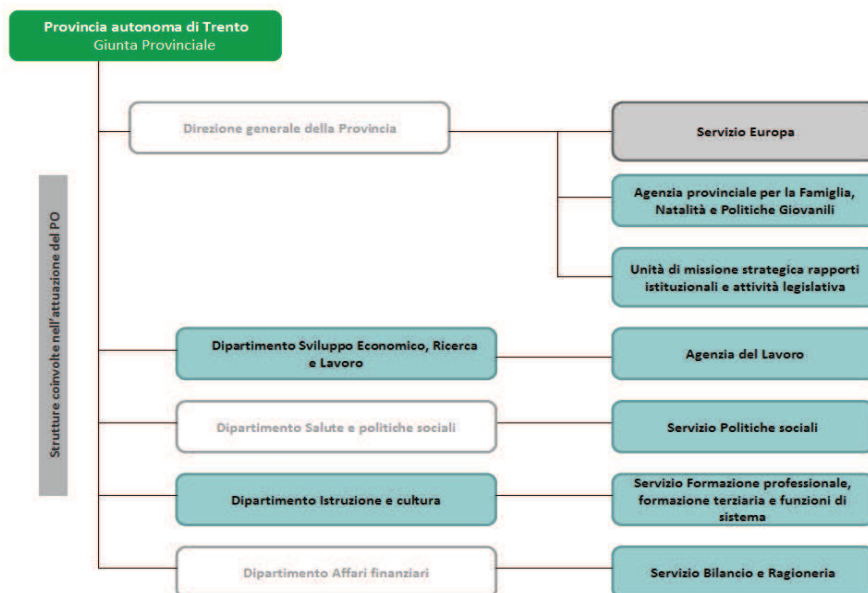 Provincia autonoma di Trento
Giunta Provinciale
Direzione generale della Provincia
Servizio Europa
Agenzia provinciale per la Famiglia,
Natalità e Politiche Giovanili
Unità di missione strategica rapporti
istituzionali e attività legislativa
Strutture coinvolte nell'attuazione del PO
Dipartimento Sviluppo Economico, Ricerca
e Lavoro
Agenzia del Lavoro
Dipartimento Salute e politiche sociali
Servizio Politiche sociali
Dipartimento Istruzione e cultura
Servizio Formazione professionale,
formazione terziaria e funzioni di
sistema
Dipartimento Affari finanziari
Servizio Bilancio e Ragioneria